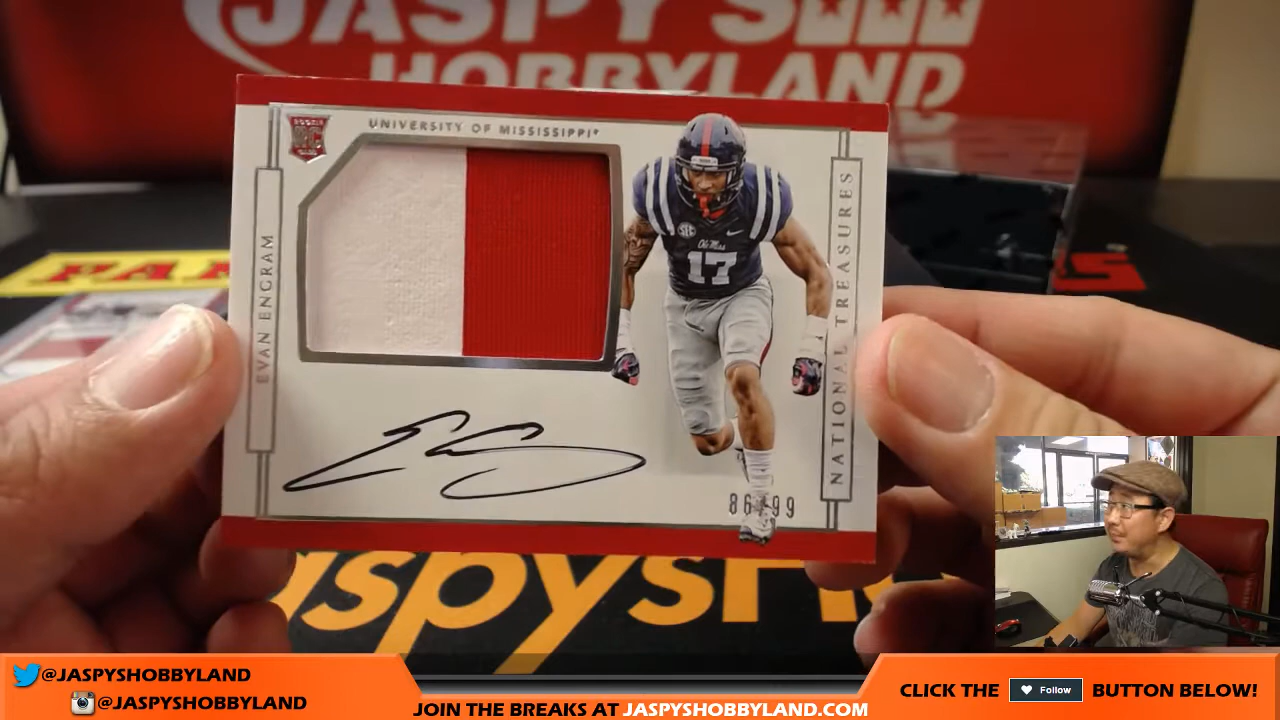 JASPY'S
HOBBYLAND
ROOKIE
RC
UNIVERSITY OF MISSISSIPPI
EVAN ENGRAM
SEC
Ole Miss
17
NATIONAL TREASURES
86/99
@JASPYSHOBBYLAND
@JASPYSHOBBYLAND
JOIN THE BREAKS AT JASPYSHOBBYLAND.COM
CLICK THE Follow BUTTON BELOW!